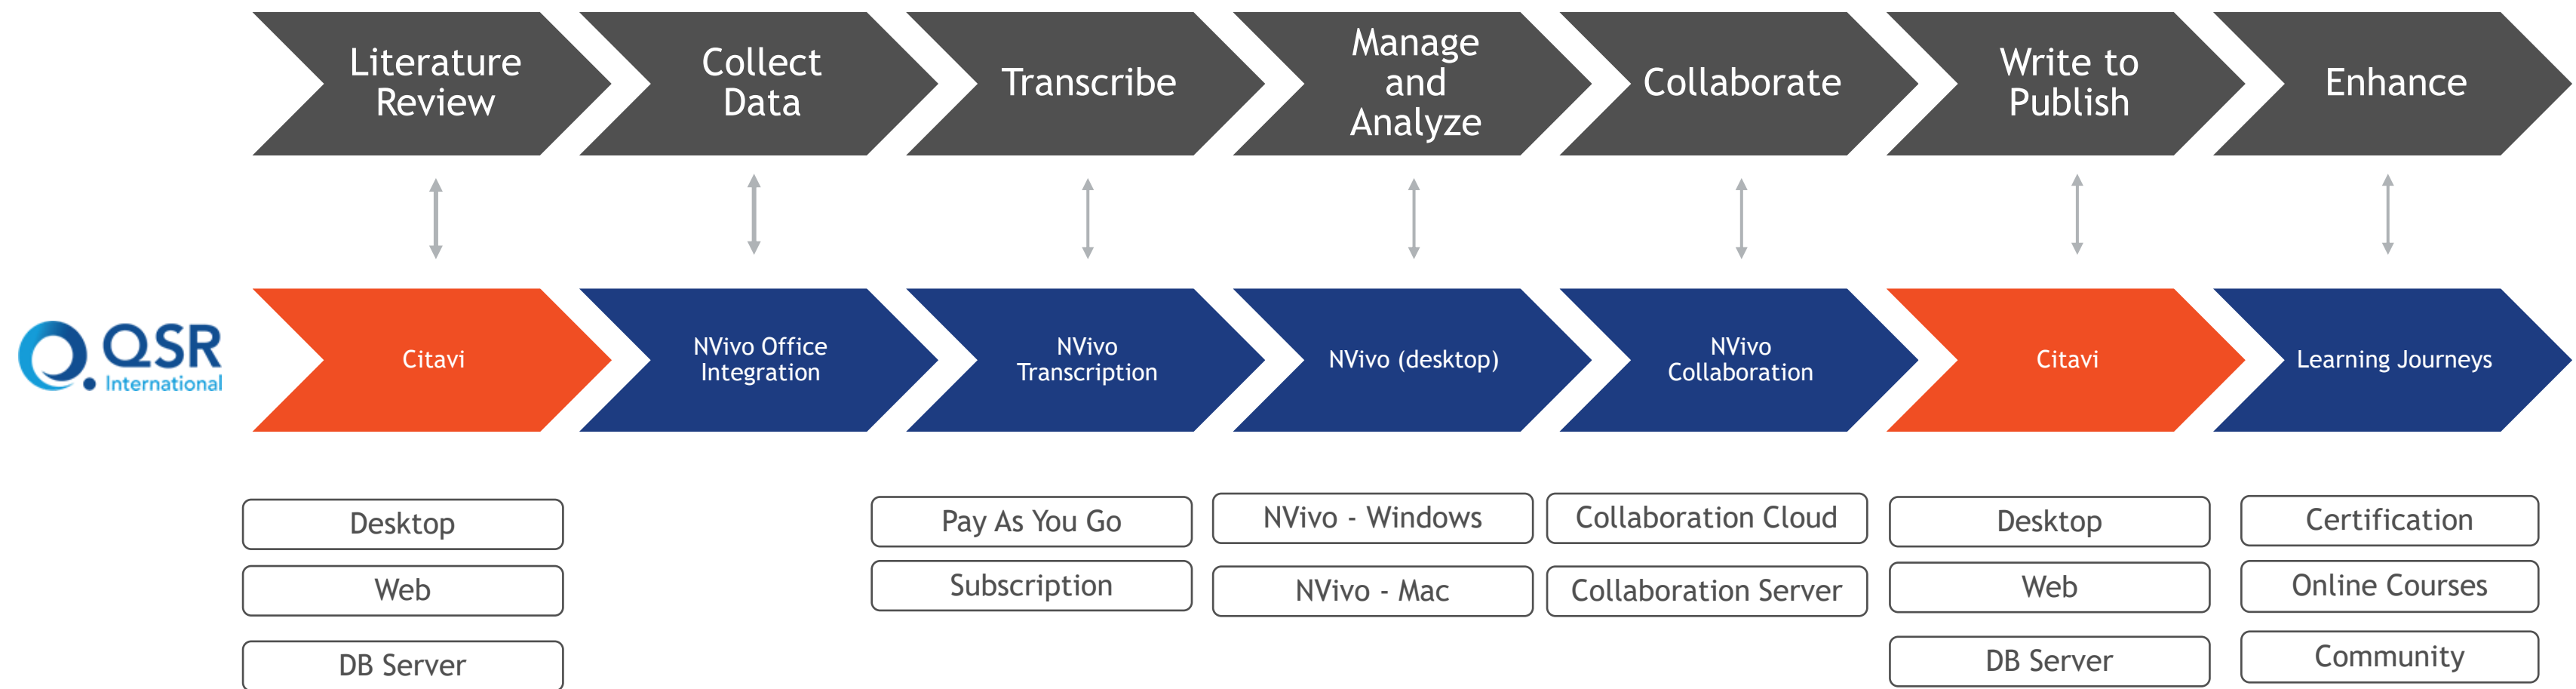 Literature
Review
Collect
Data
Transcribe
Manage
and
Analyze
Collaborate
Write to
Publish
Enhance
QSR
International
Citavi
NVivo Office
Integration
NVivo
Transcription
NVivo (desktop)
NVivo
Collaboration
Citavi
Learning Journeys
Desktop
Web
DB Server
Pay As You Go
Subscription
NVivo - Windows
NVivo - Mac
Collaboration Cloud
Collaboration Server
Desktop
Web
DB Server
Certification
Online Courses
Community